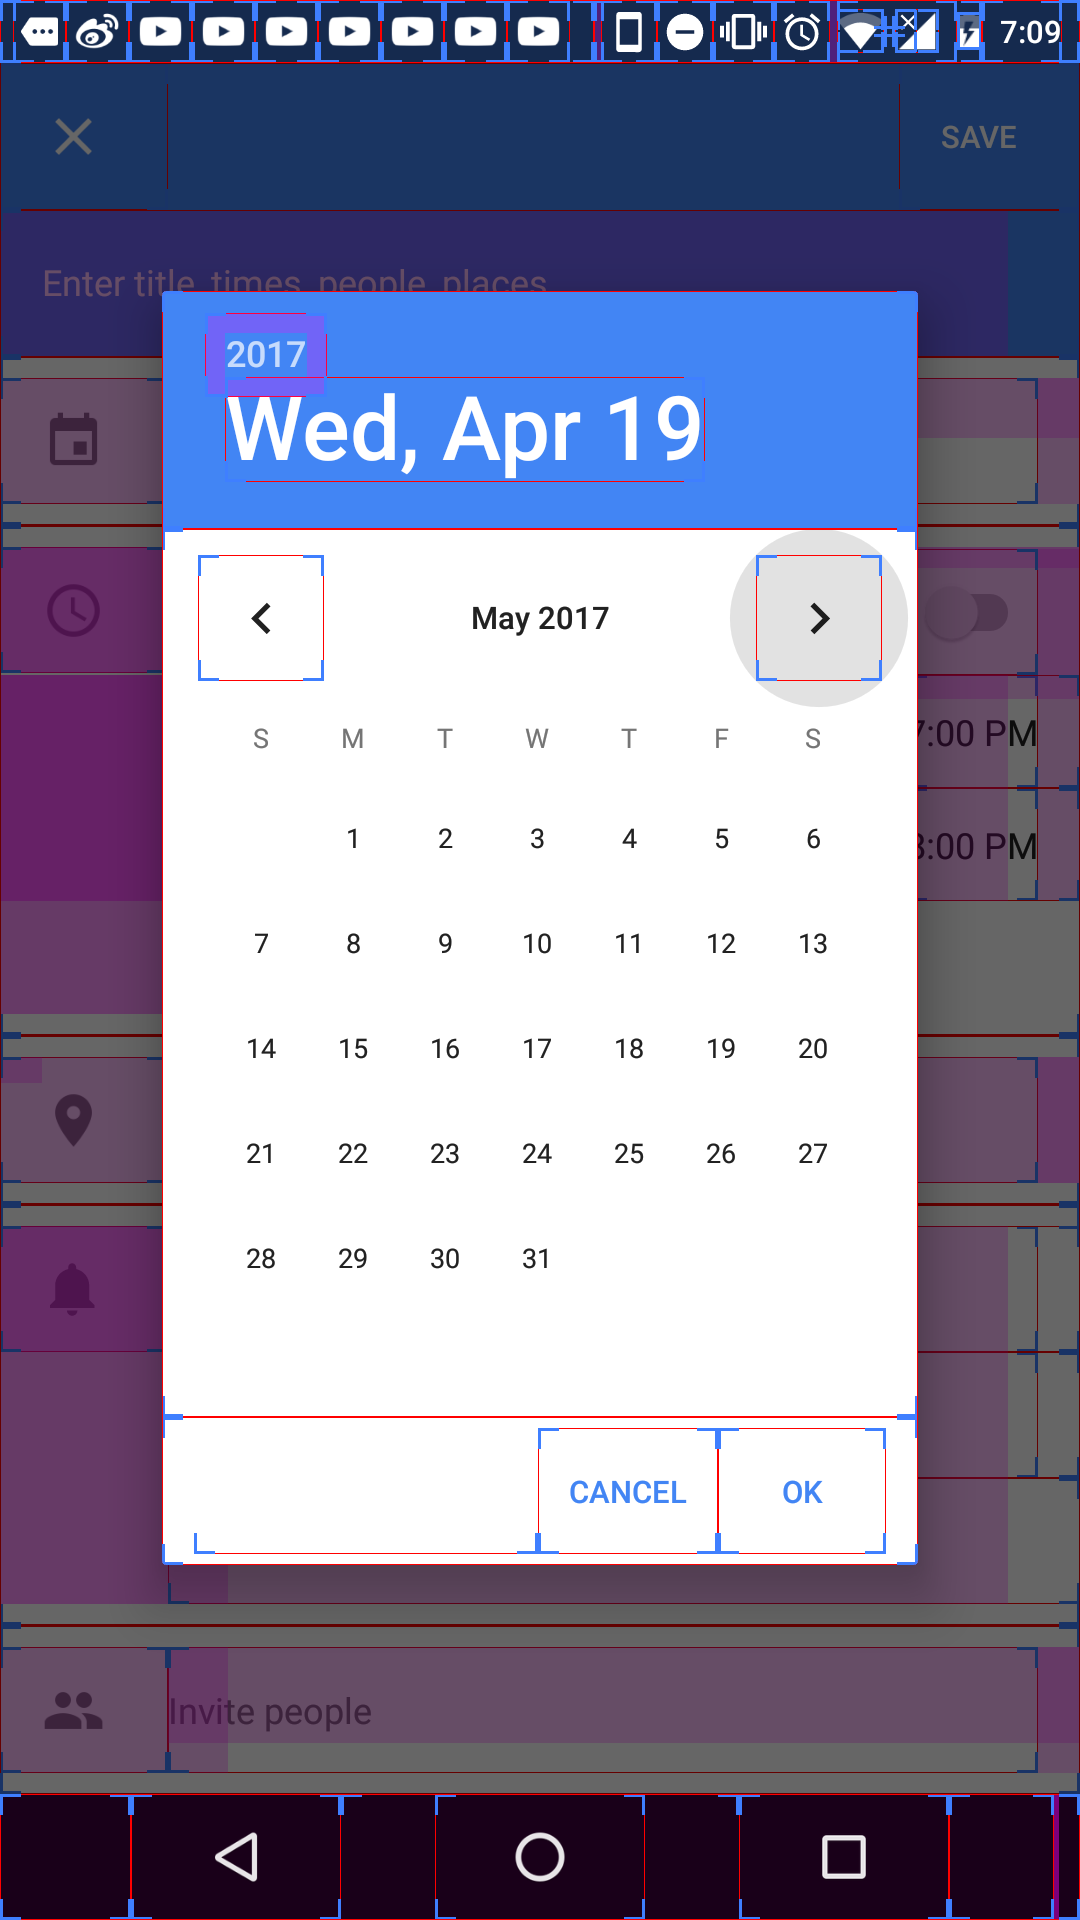 7:09
SAVE
Enter title, times, people, places
2017
Wed, Apr 19
May 2017
S M T W T F S
1 2 3 4 5 6
7 8 9 10 11 12 13
14 15 16 17 18 19 20
21 22 23 24 25 26 27
28 29 30 31
:00 PM
:00 PM
CANCEL OK
Invite people